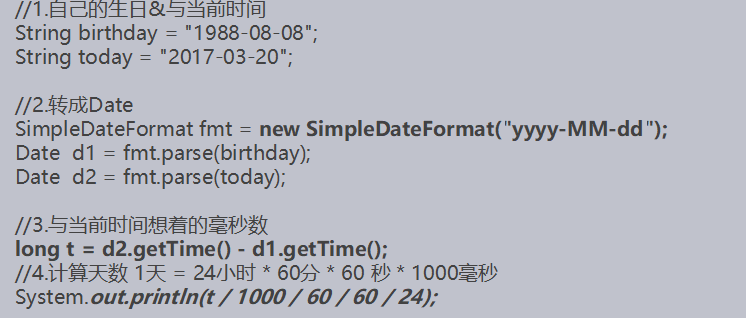 //1.自己的生日&与当前时间
String birthday = "1988-08-08";
String today = "2017-03-20";
//2.转成Date
SimpleDateFormat fmt = new SimpleDateFormat("yyyy-MM-dd");
Date  d1 = fmt.parse(birthday);
Date  d2 = fmt.parse(today);
//3.与当前时间想着的毫秒数
long t = d2.getTime() - d1.getTime();
//4.计算天数 1天 = 24小时 * 60分 * 60 秒 * 1000毫秒
System.out.println(t / 1000 / 60 / 60 / 24);